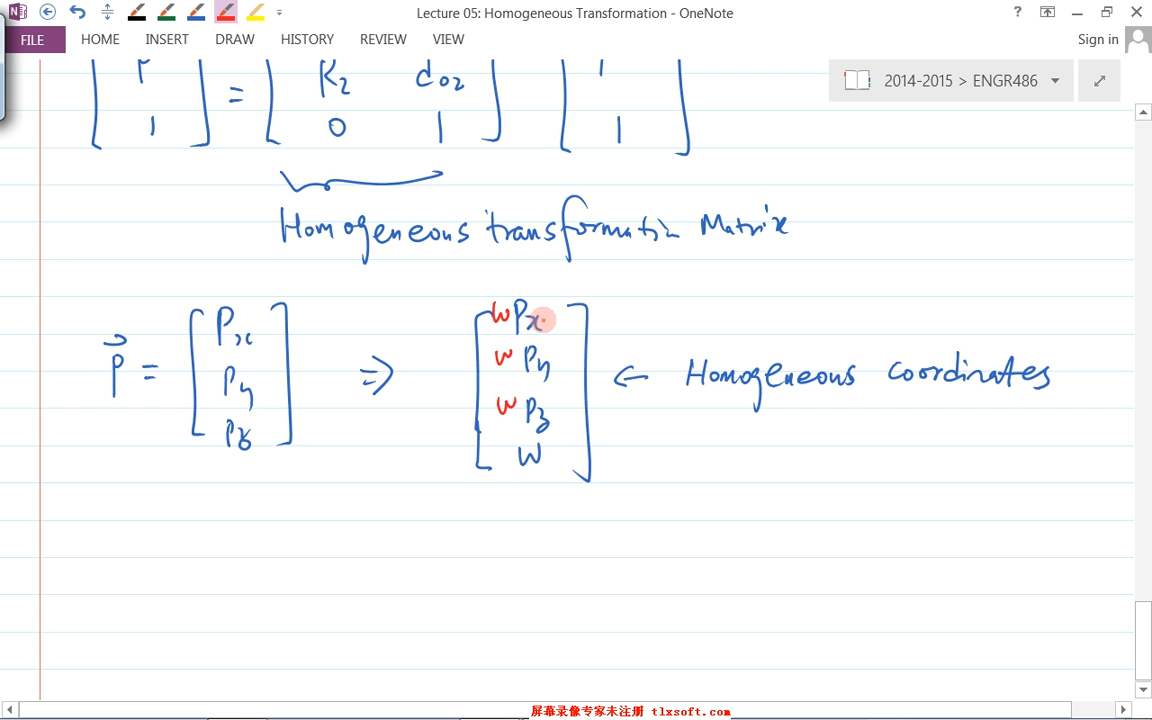 Lecture 05: Homogeneous Transformation - OneNote
FILE HOME INSERT DRAW HISTORY REVIEW VIEW Sign in
2014-2015 > ENGR486
P = R2 do2
1 0 1 1
Homogeneous transformation Matrix
P = Px Py Pz ⇒ wPx wPy wPz w ← Homogeneous coordinates
屏幕录像专家未注册 tlxsoft.com